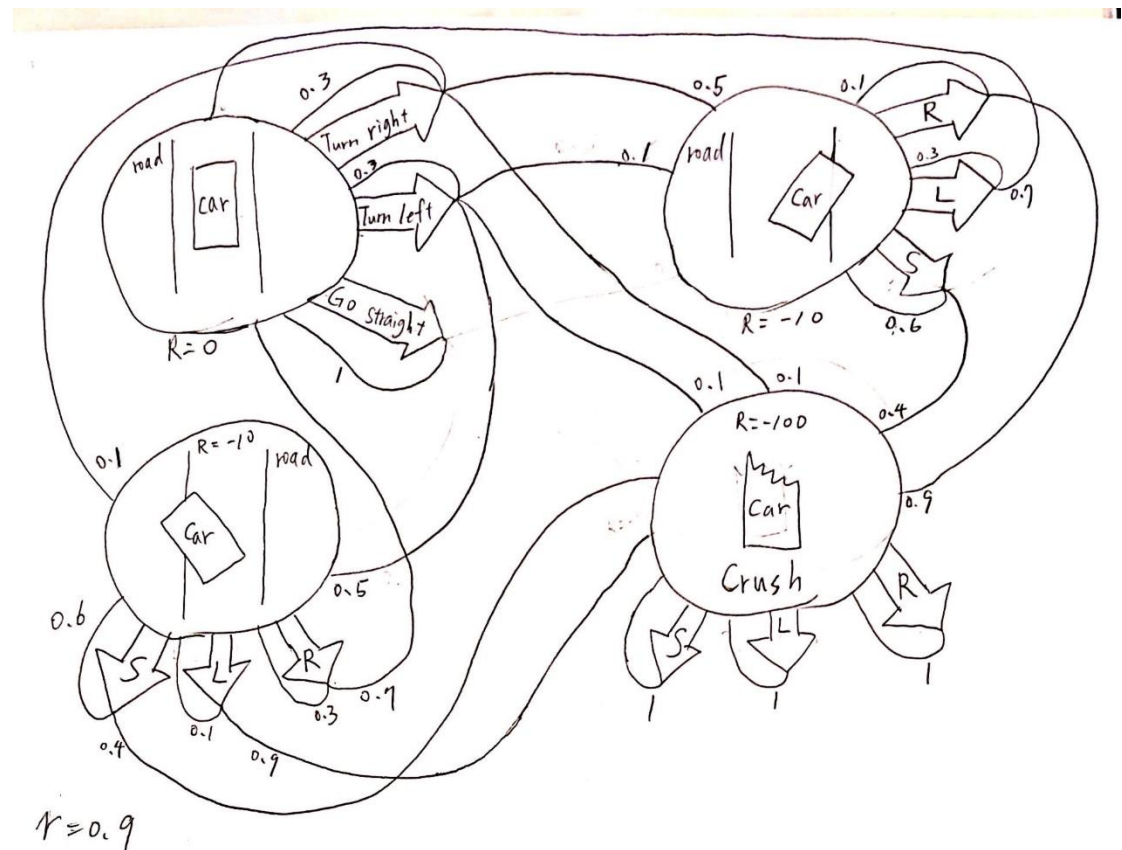 0.3
Turn right
0.3
Turn left
Go straight
1
road
Car
R=0
0.5
0.1
0.1
R
0.3
L
0.7
S
0.6
road
Car
R=-10
0.1
R=-10
road
Car
0.5
0.6
S
L
R
0.7
0.3
0.1
0.4
0.9
0.1
0.1
0.4
R=-100
Car
Crush
0.9
S
L
R
1
1
1
r=0.9